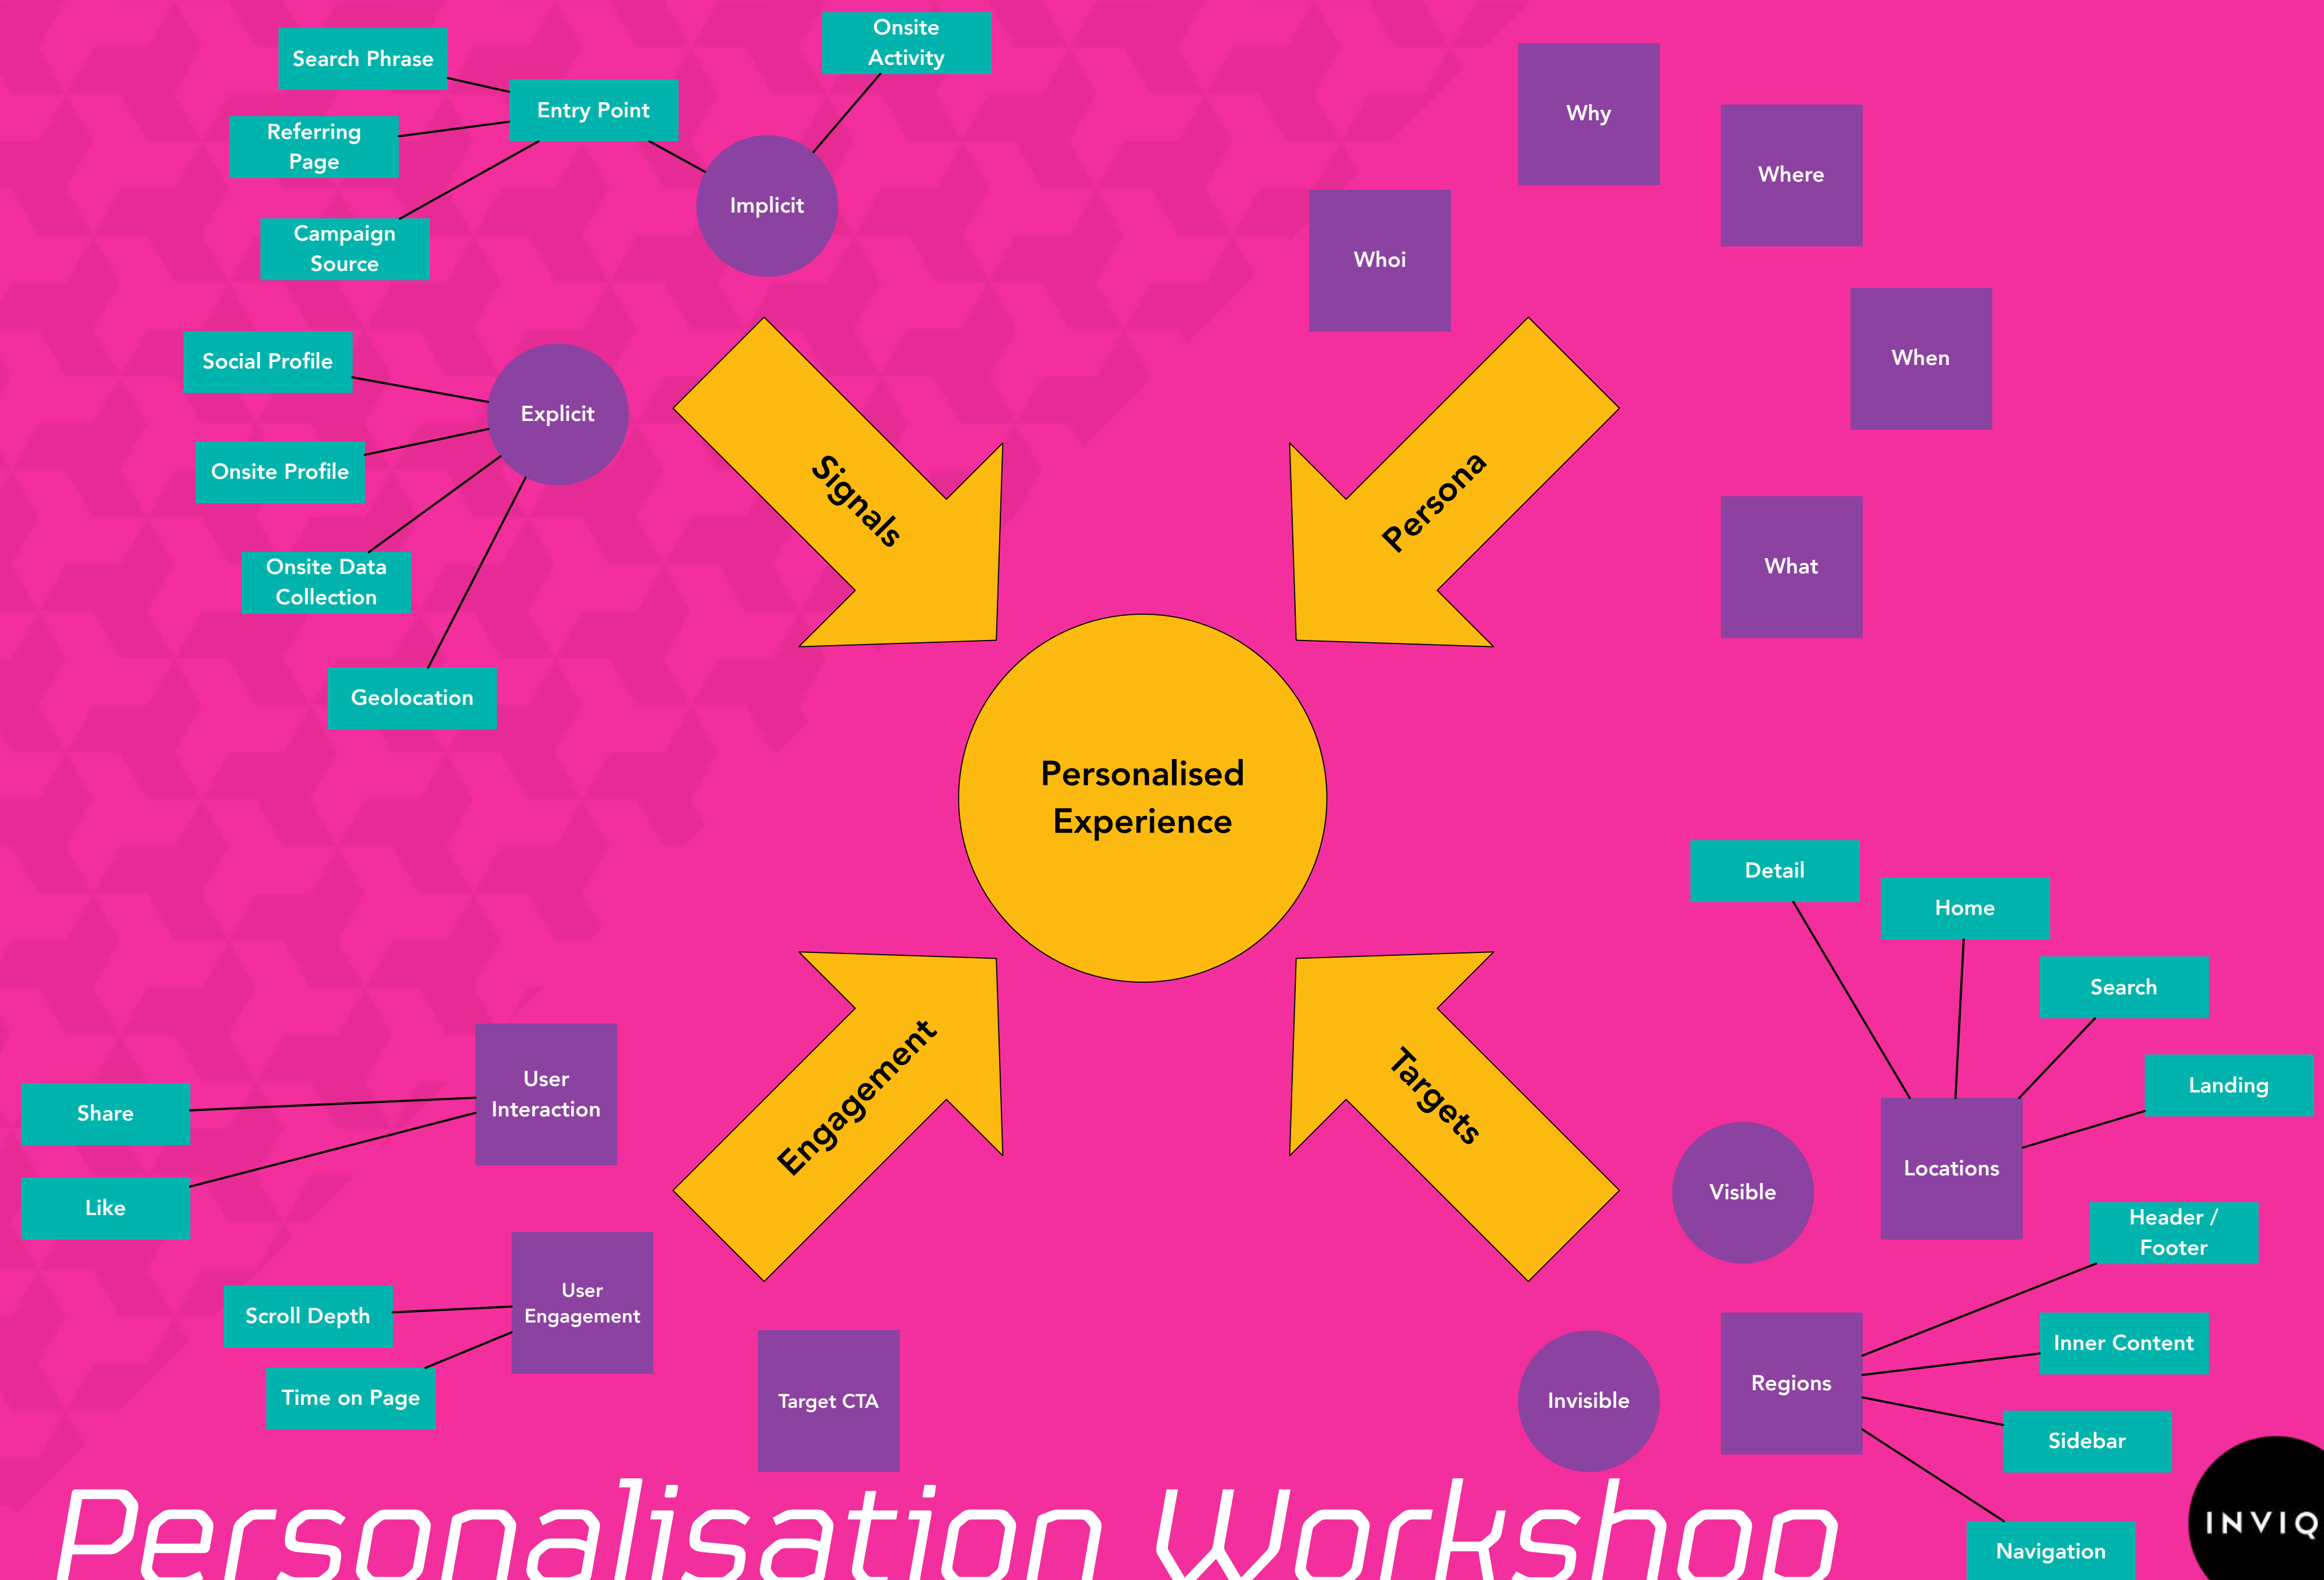 Search Phrase
Referring
Page
Campaign
Source
Entry Point
Onsite
Activity
Implicit
Social Profile
Onsite Profile
Onsite Data
Collection
Geolocation
Explicit
Signals
Why
Where
Whoi
When
What
Persona
Personalised
Experience
Share
Like
User
Interaction
Scroll Depth
Time on Page
User
Engagement
Target CTA
Engagement
Targets
Detail
Home
Search
Landing
Locations
Visible
Invisible
Header /
Footer
Inner Content
Sidebar
Navigation
Regions
Personalisation Workshop
INVIQ